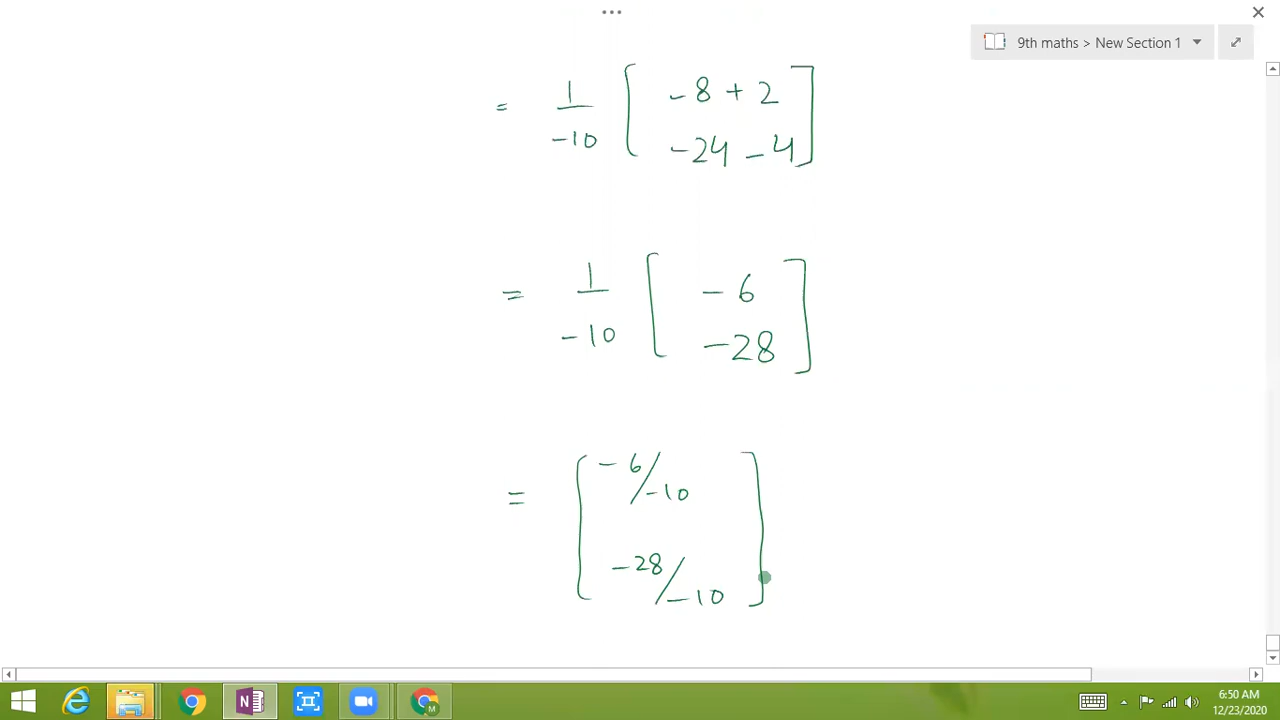 9th maths > New Section 1
= 1/-10 [ -8 + 2
-24 - 4 ]
= 1/-10 [ -6
-28 ]
= [ -6/-10
-28/-10 ]
6:50 AM
12/23/2020